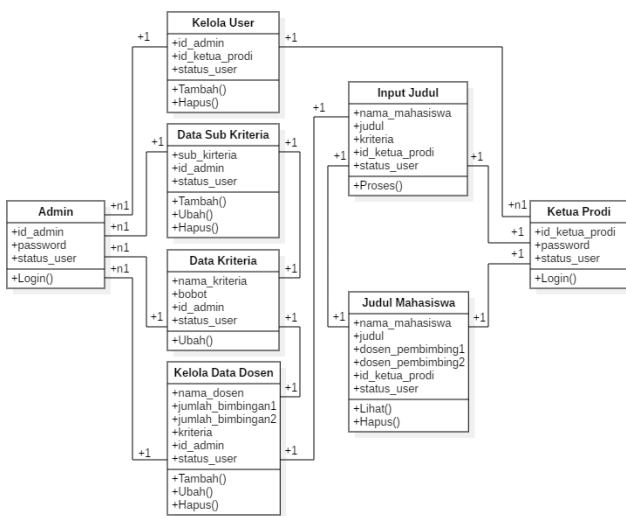 Kelola User
+id_admin
+id_ketua_prodi
+status_user
+Tambah()
+Hapus()
+1
+1
Data Sub Kriteria
+sub_kirteria
+id_admin
+status_user
+Tambah()
+Ubah()
+Hapus()
+1
+1
Data Kriteria
+nama_kriteria
+bobot
+id_admin
+status_user
+Ubah()
+1
+1
+1
Kelola Data Dosen
+nama_dosen
+jumlah_bimbingan1
+jumlah_bimbingan2
+kriteria
+id_admin
+status_user
+Tambah()
+Ubah()
+Hapus()
+1
+1
+1
Admin
+id_admin
+password
+status_user
+Login()
+n1
+n1
+n1
+n1
Input Judul
+nama_mahasiswa
+judul
+kriteria
+id_ketua_prodi
+status_user
+Proses()
+1
+1
+1
Judul Mahasiswa
+nama_mahasiswa
+judul
+dosen_pembimbing1
+dosen_pembimbing2
+id_ketua_prodi
+status_user
+Lihat()
+Hapus()
+1
+1
Ketua Prodi
+id_ketua_prodi
+password
+status_user
+Login()
+n1
+1
+1